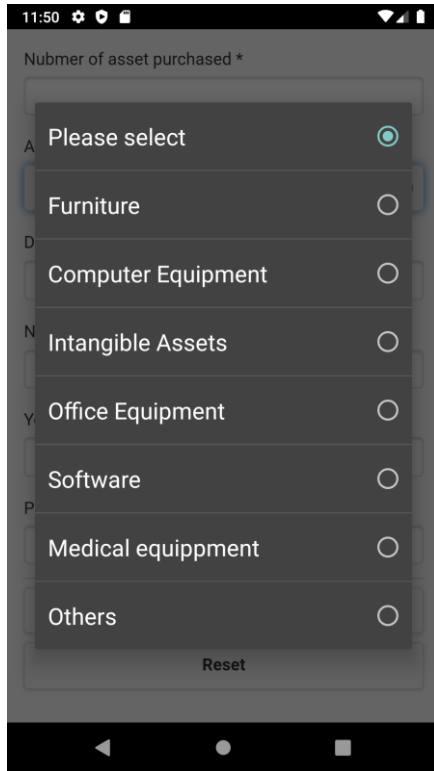 11:50
Nubmer of asset purchased *
A
Please select
Furniture
D
Computer Equipment
N
Intangible Assets
Office Equipment
Software
P
Medical equippment
Others
Reset